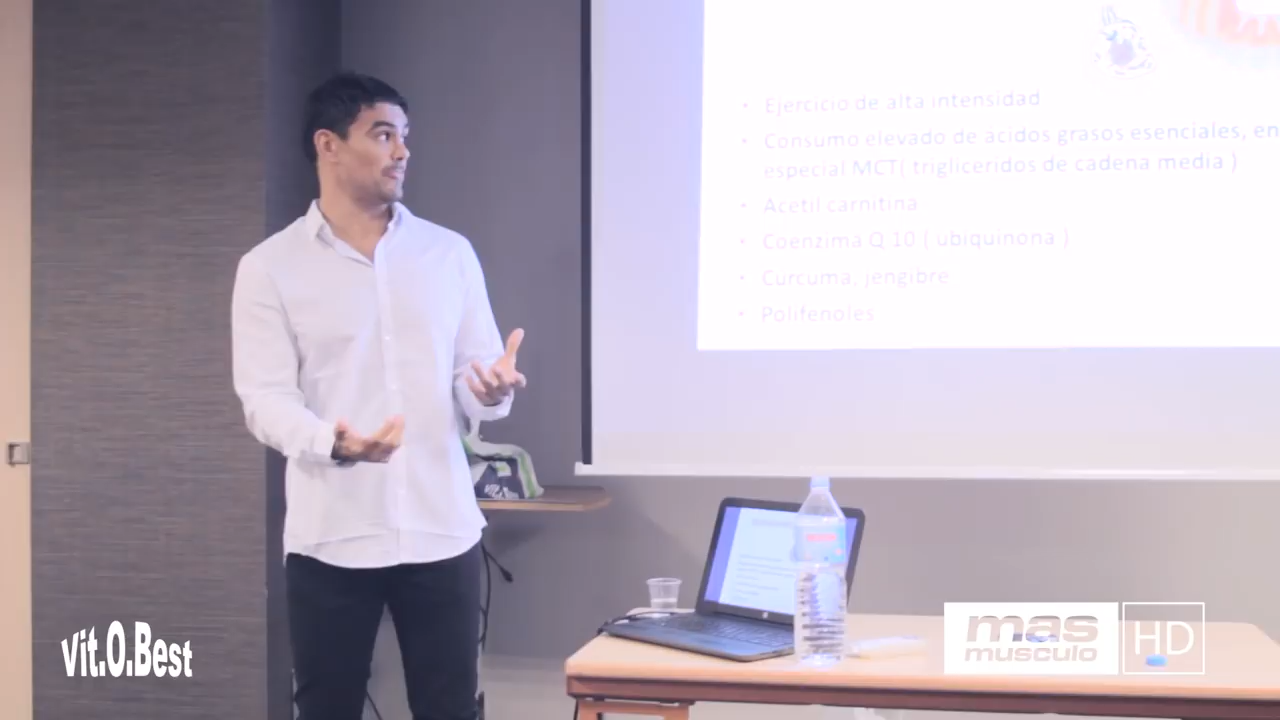 • Ejercicio de alta intensidad
• Consumo elevado de acidos grasos esenciales, en
especial MCT( trigliceridos de cadena media )
• Acetil carnitina
• Coenzima Q 10 ( ubiquinona )
• Curcuma, jengibre
• Polifenoles
Vit.O.Best
mas
musculo
HD